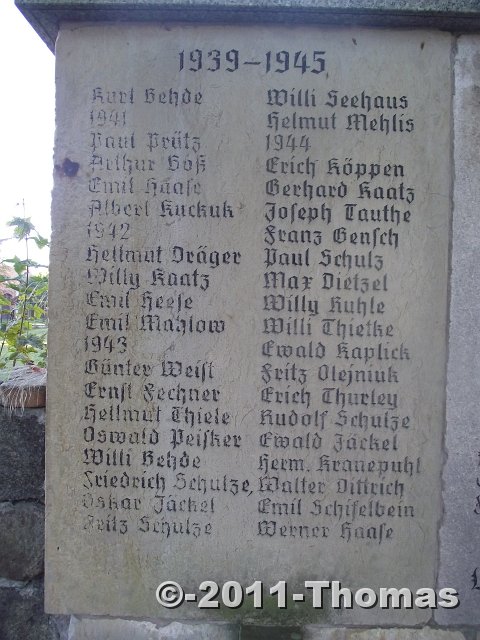 1939-1945
Kurt Behde
1941
Paul Prütz
Arthur Böß
Emil Haase
Albert Kuckuk
1942
Hellmut Dräger
Willy Kaatz
Emil Heese
Emil Mahlow
1943
Günter Weist
Ernst Fechner
Hellmut Thiele
Oswald Peisker
Willi Behde
Friedrich Schulze
Oskar Jäckel
Fritz Schulze
Willi Seehaus
Helmut Mehlis
1944
Erich Köppen
Gerhard Kaatz
Joseph Tauthe
Franz Gensch
Paul Schulz
Max Dietzel
Willy Kuhle
Willi Thietke
Ewald Kaplick
Fritz Olejniuk
Erich Thurley
Rudolf Schulze
Ewald Jäckel
Herm. Kranepuhl
Walter Dittrich
Emil Schifelbein
Werner Haase
©-2011-Thomas